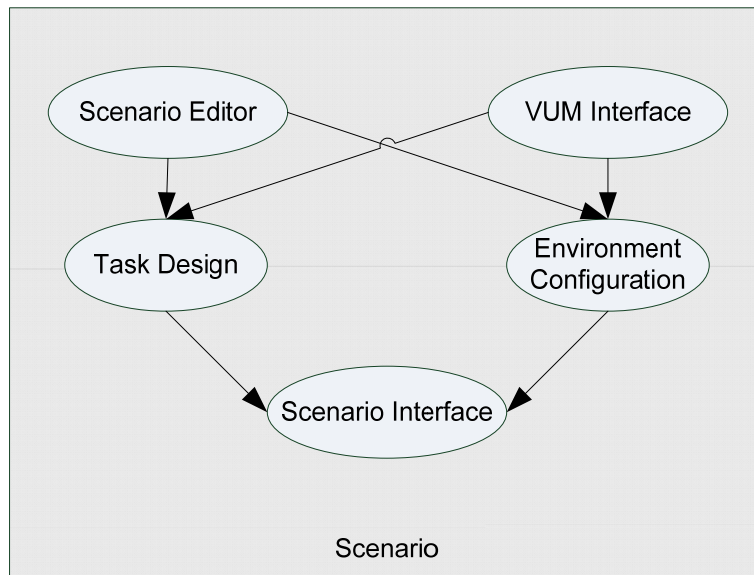 Scenario Editor
VUM Interface
Task Design
Environment
Configuration
Scenario Interface
Scenario